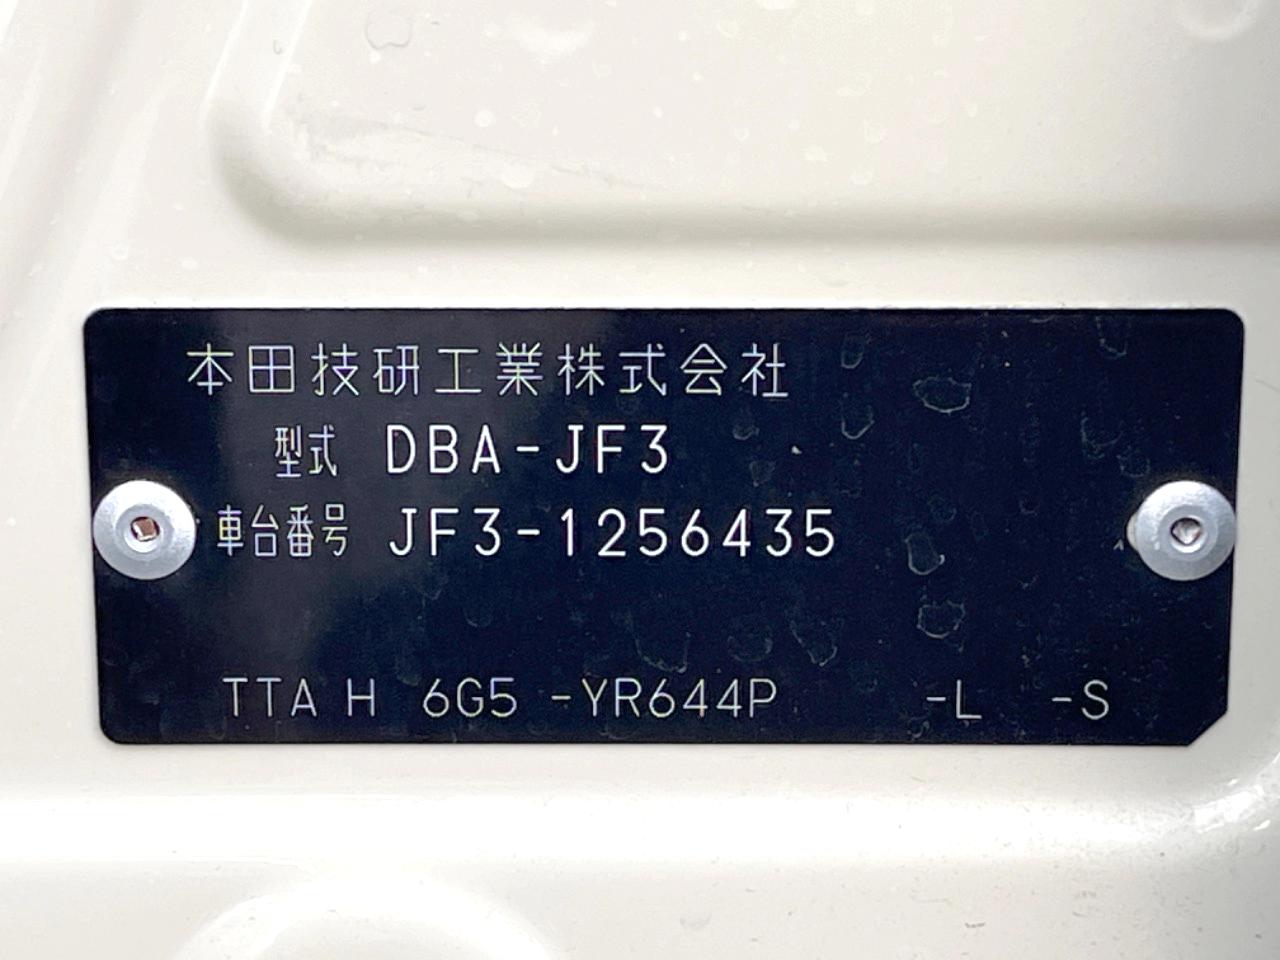 本田技研工業株式会社
型式 DBA-JF3
車台番号 JF3-1256435
TTA H 6G5 -YR644P -L -S